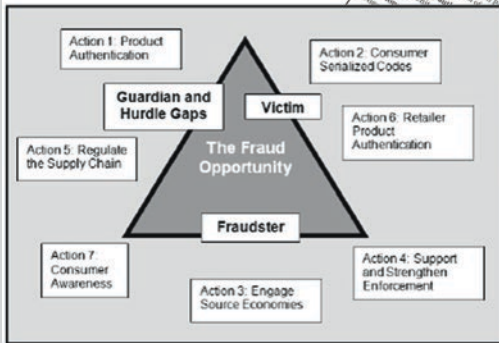 Action 1: Product
Authentication
Action 2: Consumer
Serialized Codes
Guardian and
Hurdle Gaps
Victim
Action 6: Retailer
Product
Authentication
Action 5: Regulate
the Supply Chain
The Fraud
Opportunity
Fraudster
Action 7:
Consumer
Awareness
Action 3: Engage
Source Economies
Action 4: Support
and Strengthen
Enforcement